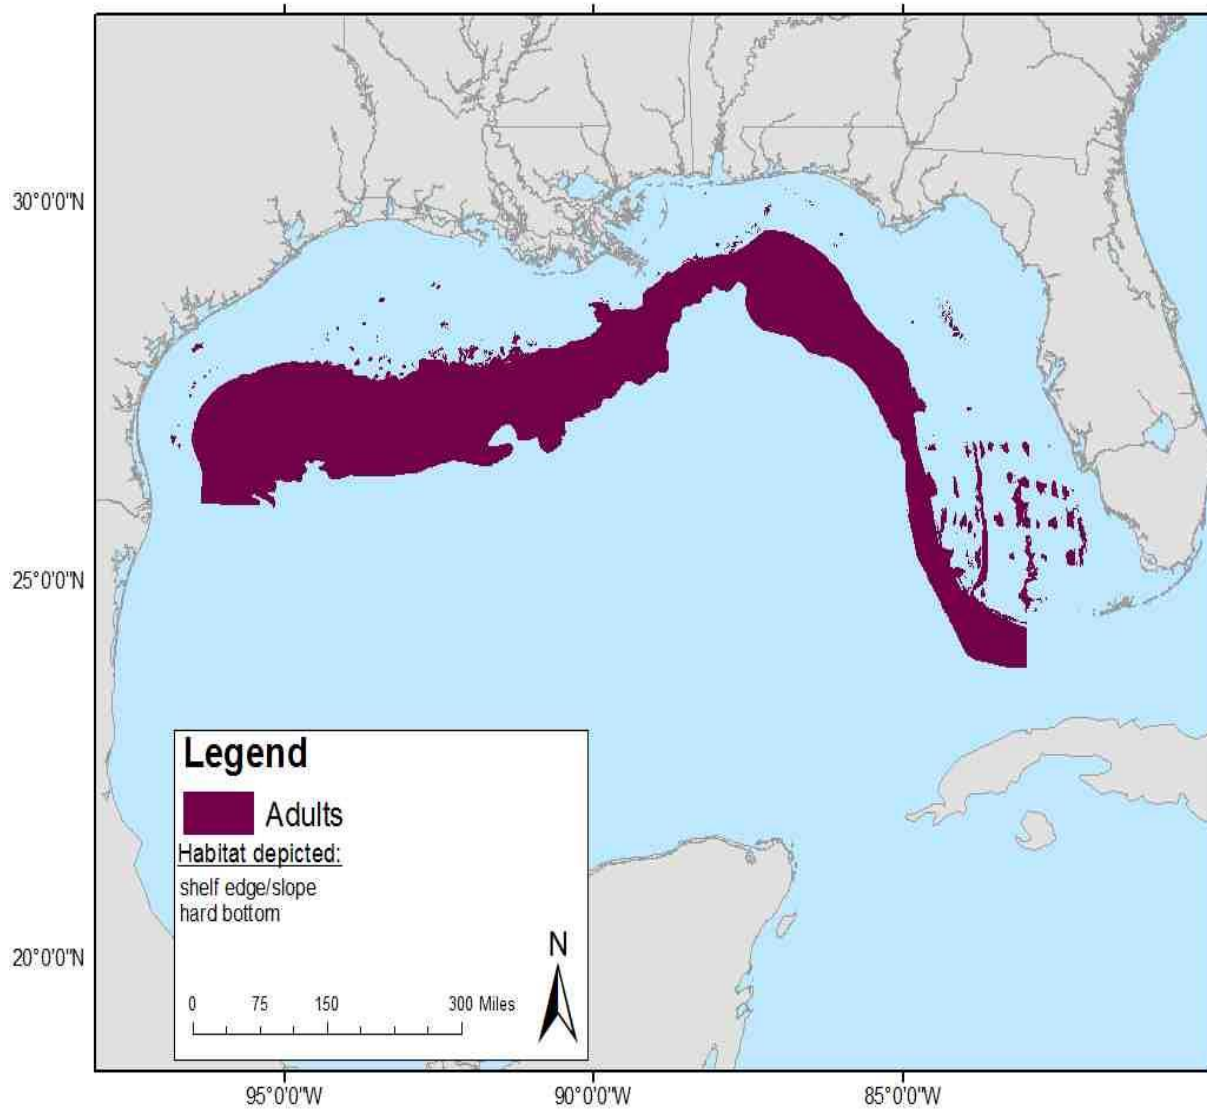 30°0'0"N
25°0'0"N
20°0'0"N
Legend
Adults
Habitat depicted:
shelf edge/slope
hard bottom
N
0 75 150 300 Miles
95°0'0"W 90°0'0"W 85°0'0"W